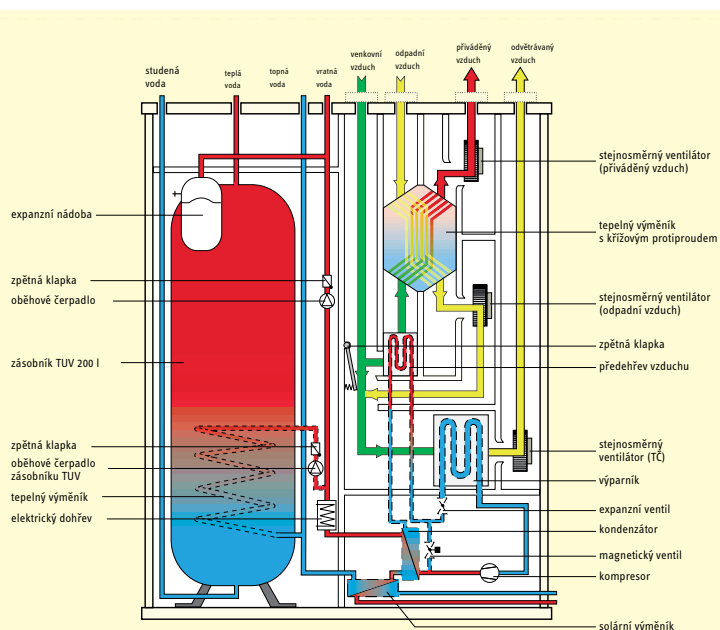 studená
voda
teplá
voda
topná
voda
vratná
voda
venkovní
vzduch
odpadní
vzduch
přiváděný
vzduch
odvětrávaný
vzduch
expanzní nádoba
zpětná klapka
oběhové čerpadlo
zásobník TUV 200 l
zpětná klapka
oběhové čerpadlo
zásobníku TUV
tepelný výměník
elektrický dohřev
stejnosměrný ventilátor
(přiváděný vzduch)
tepelný výměník
s křížovým protiproudem
stejnosměrný ventilátor
(odpadní vzduch)
zpětná klapka
předehřev vzduchu
stejnosměrný
ventilátor (TČ)
výparník
expanzní ventil
kondenzátor
magnetický ventil
kompresor
solární výměník